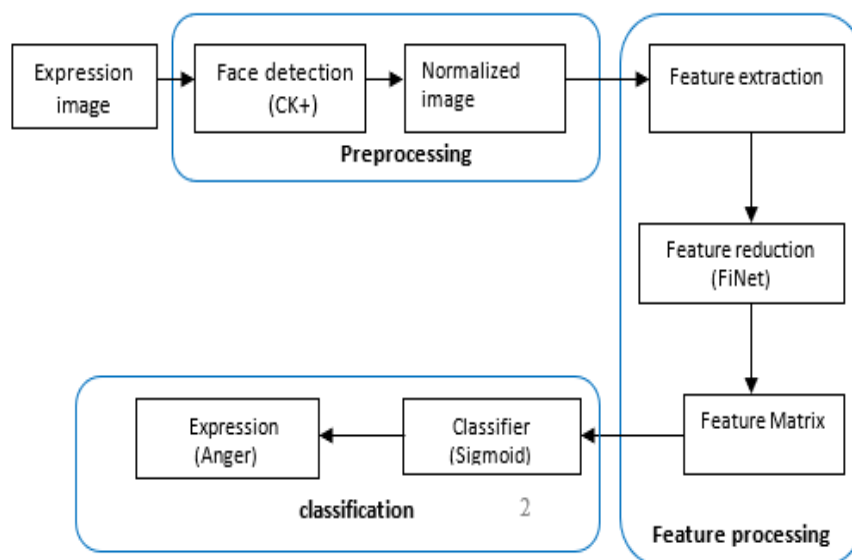 Expression
image
Face detection
(CK+)
Normalized
image
Preprocessing
Feature extraction
Feature reduction
(FiNet)
Feature Matrix
Classifier
(Sigmoid)
Expression
(Anger)
classification
2
Feature processing